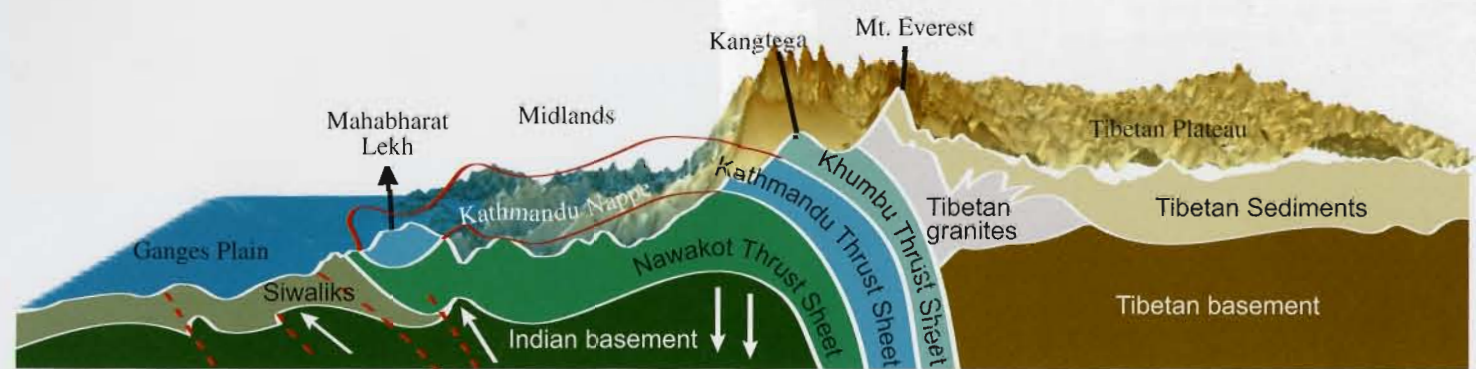 Kangtega
Mt. Everest
Mahabharat
Lekh
Midlands
Tibetan Plateau
Ganges Plain
Kathmandu Nappe
Kathmandu Thrust Sheet
Khumbu Thrust Sheet
Tibetan
granites
Tibetan Sediments
Siwaliks
Nawakot Thrust Sheet
Indian basement
Tibetan basement